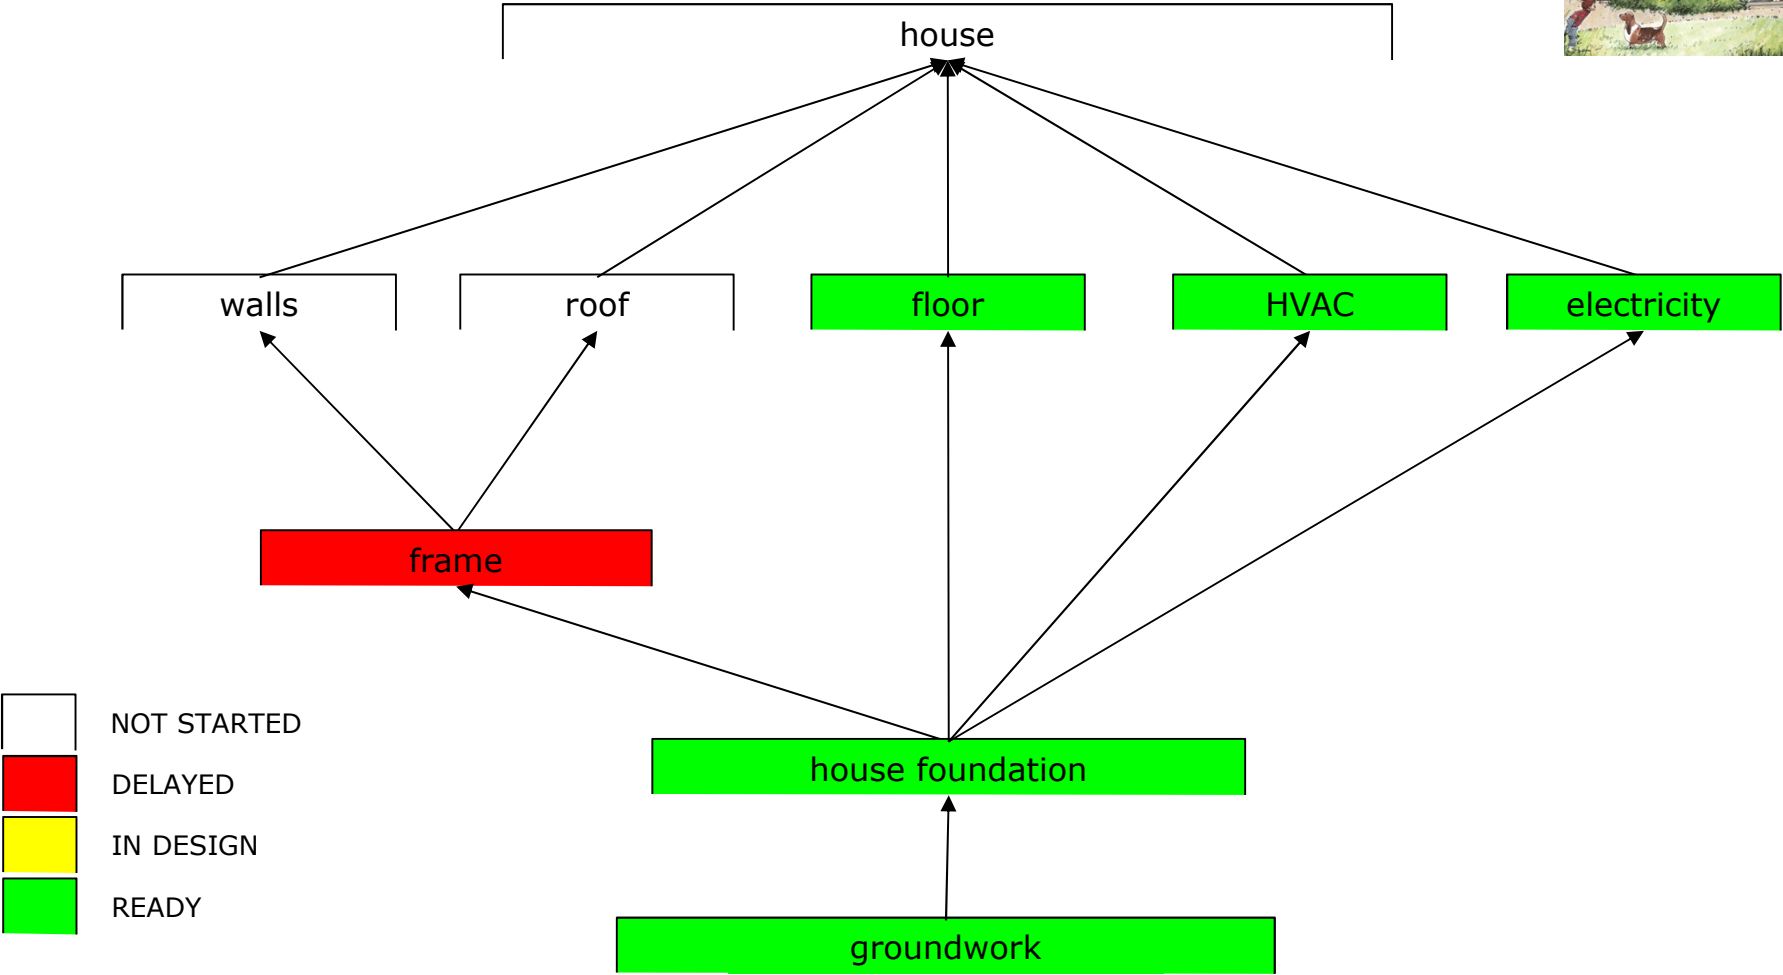 house
walls
roof
floor
HVAC
electricity
frame
NOT STARTED
DELAYED
IN DESIGN
READY
house foundation
groundwork